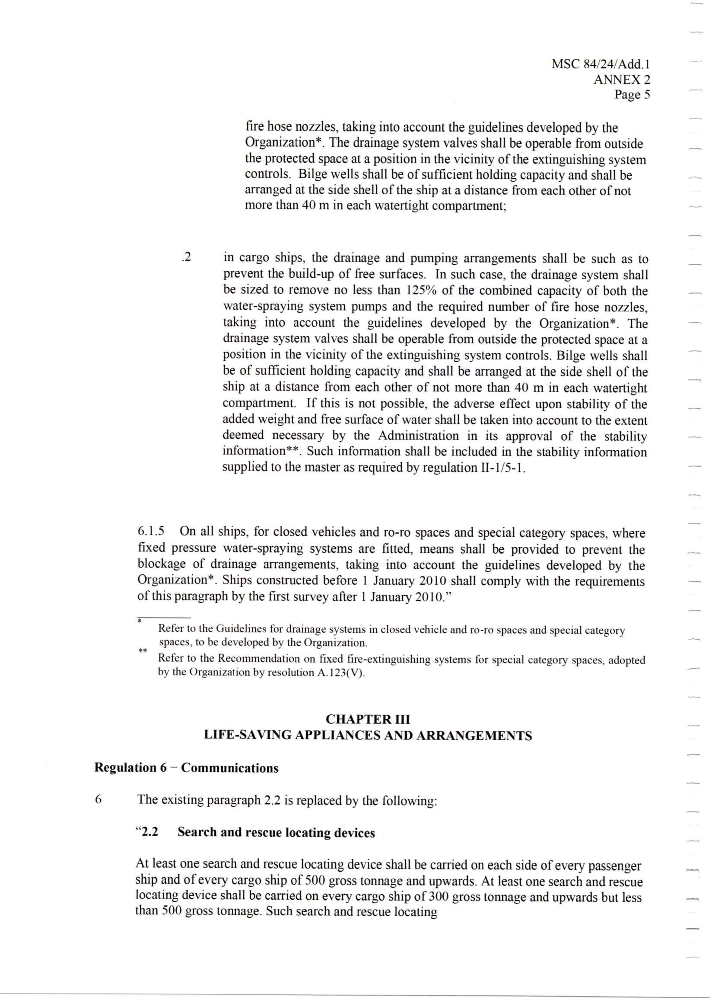 MSC 84/24/Add.1
ANNEX 2
Page 5
fire hose nozzles, taking into account the guidelines developed by the
Organization*. The drainage system valves shall be operable from outside
the protected space at a position in the vicinity of the extinguishing system
controls. Bilge wells shall be of sufficient holding capacity and shall be
arranged at the side shell of the ship at a distance from each other of not
more than 40 m in each watertight compartment;
.2 in cargo ships, the drainage and pumping arrangements shall be such as to
prevent the build-up of free surfaces. In such case, the drainage system shall
be sized to remove no less than 125% of the combined capacity of both the
water-spraying system pumps and the required number of fire hose nozzles,
taking into account the guidelines developed by the Organization*. The
drainage system valves shall be operable from outside the protected space at a
position in the vicinity of the extinguishing system controls. Bilge wells shall
be of sufficient holding capacity and shall be arranged at the side shell of the
ship at a distance from each other of not more than 40 m in each watertight
compartment. If this is not possible, the adverse effect upon stability of the
added weight and free surface of water shall be taken into account to the extent
deemed necessary by the Administration in its approval of the stability
information**. Such information shall be included in the stability information
supplied to the master as required by regulation II-1/5-1.
6.1.5 On all ships, for closed vehicles and ro-ro spaces and special category spaces, where
fixed pressure water-spraying systems are fitted, means shall be provided to prevent the
blockage of drainage arrangements, taking into account the guidelines developed by the
Organization*. Ships constructed before 1 January 2010 shall comply with the requirements
of this paragraph by the first survey after 1 January 2010.”
* Refer to the Guidelines for drainage systems in closed vehicle and ro-ro spaces and special category
spaces, to be developed by the Organization.
** Refer to the Recommendation on fixed fire-extinguishing systems for special category spaces, adopted
by the Organization by resolution A.123(V).
CHAPTER III
LIFE-SAVING APPLIANCES AND ARRANGEMENTS
Regulation 6 – Communications
6 The existing paragraph 2.2 is replaced by the following:
“2.2 Search and rescue locating devices
At least one search and rescue locating device shall be carried on each side of every passenger
ship and of every cargo ship of 500 gross tonnage and upwards. At least one search and rescue
locating device shall be carried on every cargo ship of 300 gross tonnage and upwards but less
than 500 gross tonnage. Such search and rescue locating